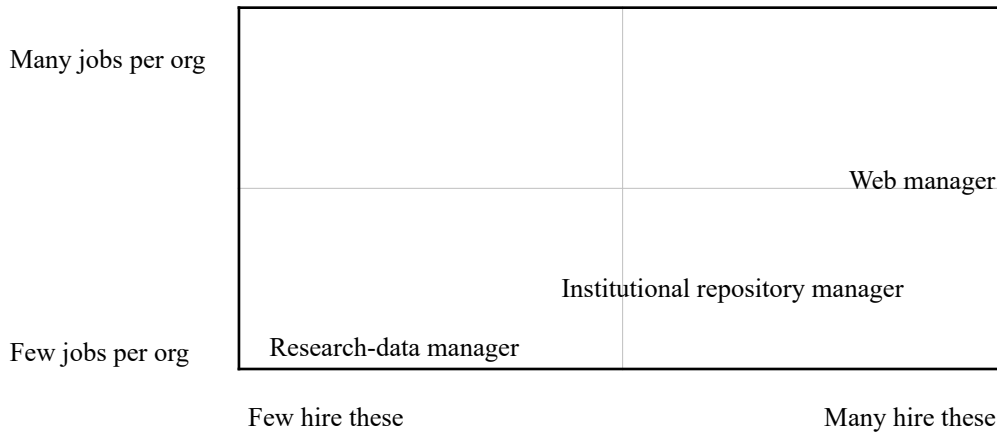 Many jobs per org
Web manager
Institutional repository manager
Research-data manager
Few jobs per org
Few hire these
Many hire these